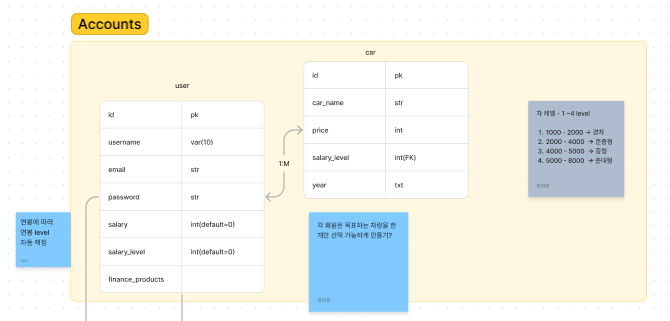 Accounts
car
id pk
car_name str
price int
salary_level int(FK)
year txt
user
id pk
username var(10)
email str
password str
salary int(default=0)
salary_level int(default=0)
finance_products
1:M
차 레벨 - 1 ~4 level
1. 1000 - 2000 → 경차
2. 2000 - 4000 → 준중형
3. 4000 - 5000 → 중형
4. 5000 - 8000 → 준대형
연봉에 따라
연봉 level
자동 책정
각 회원은 목표하는 차량을 한
개만 선택 가능하게 만들기?